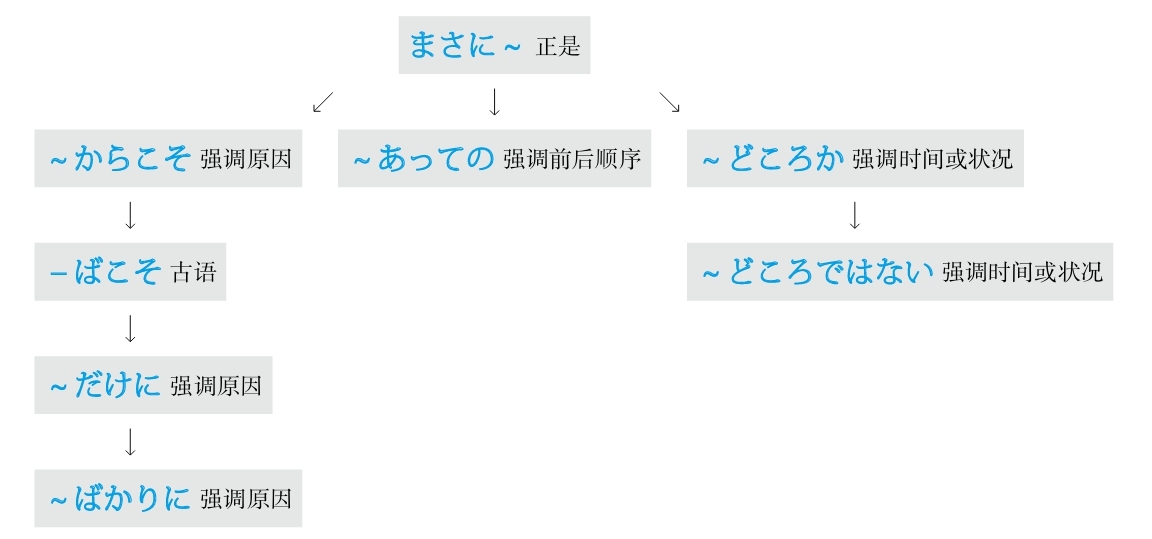 まさに ~ 正是
~からこそ 强调原因
~あっての 强调前后顺序
~どころか 强调时间或状况
–ばこそ 古语
~どころではない 强调时间或状况
~だけに 强调原因
~ばかりに 强调原因